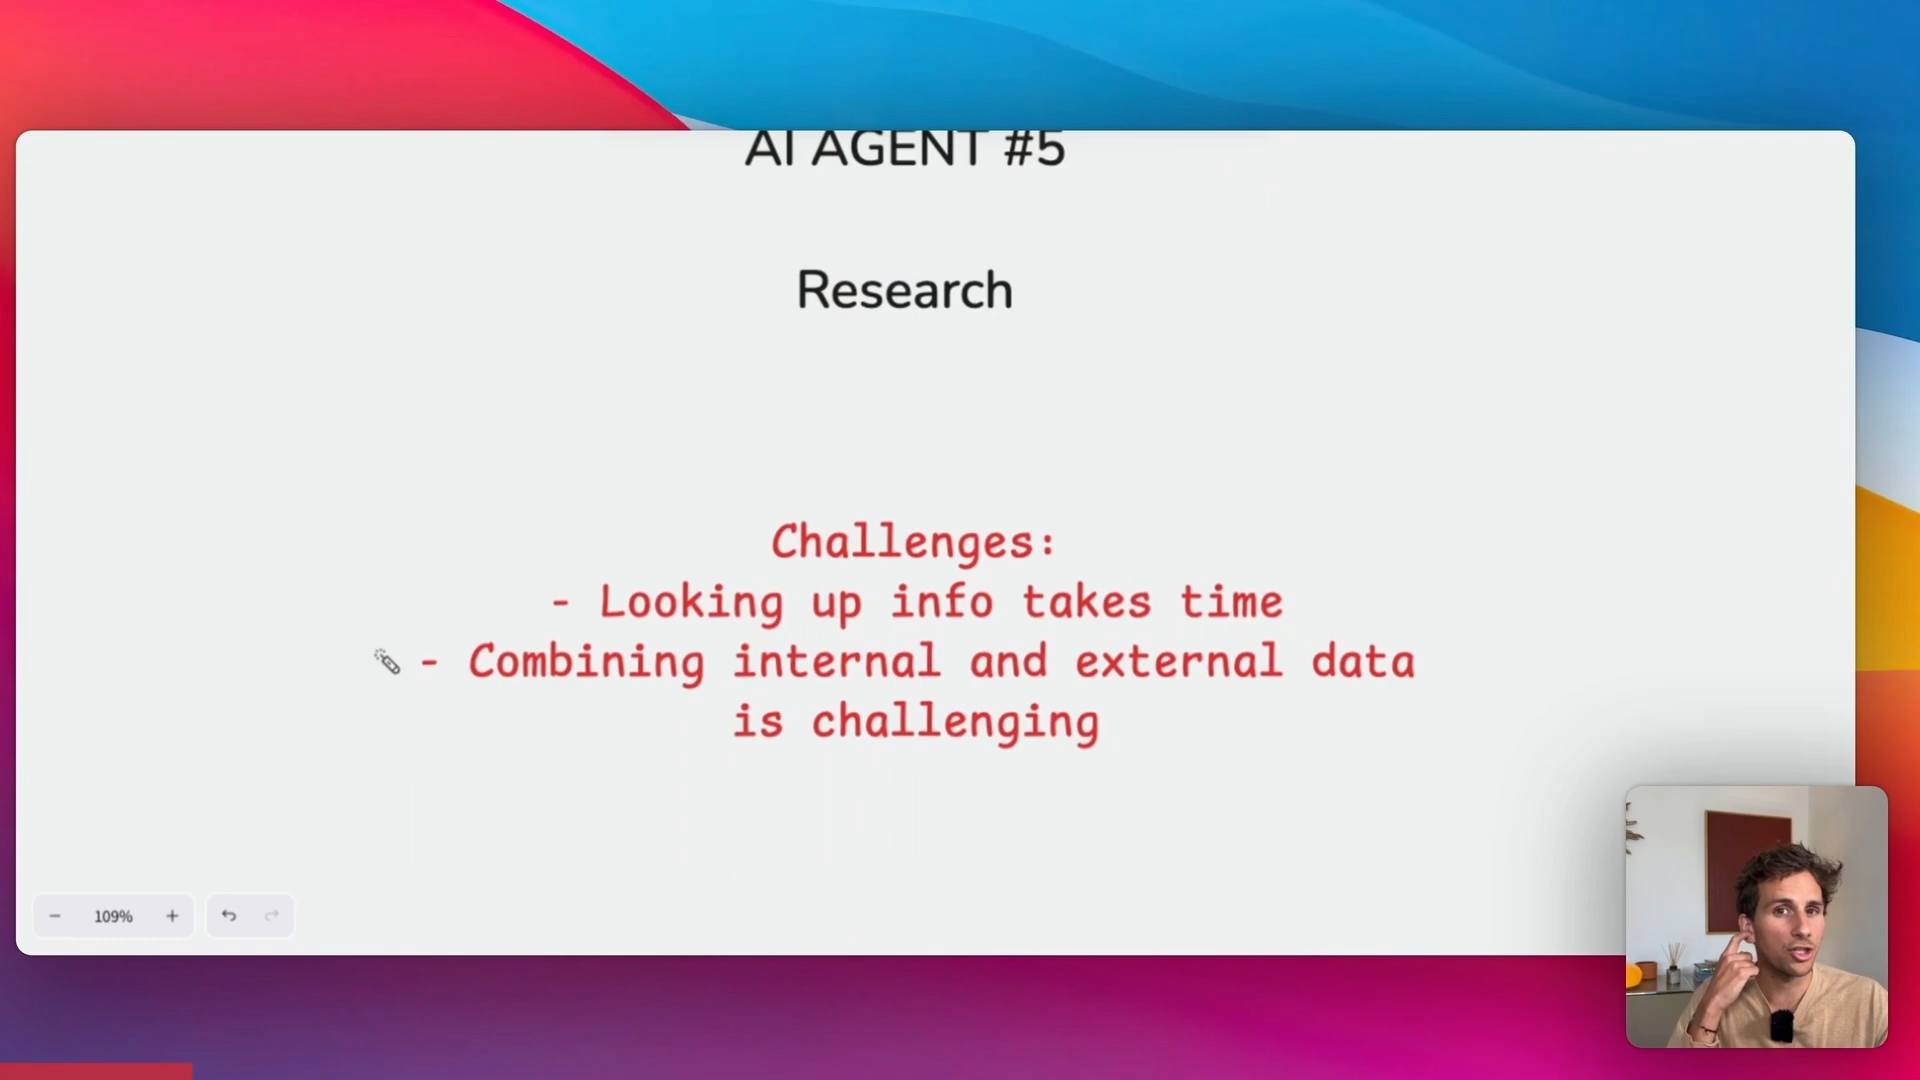 AI AGENT #5
Research
Challenges:
- Looking up info takes time
- Combining internal and external data
is challenging
109%